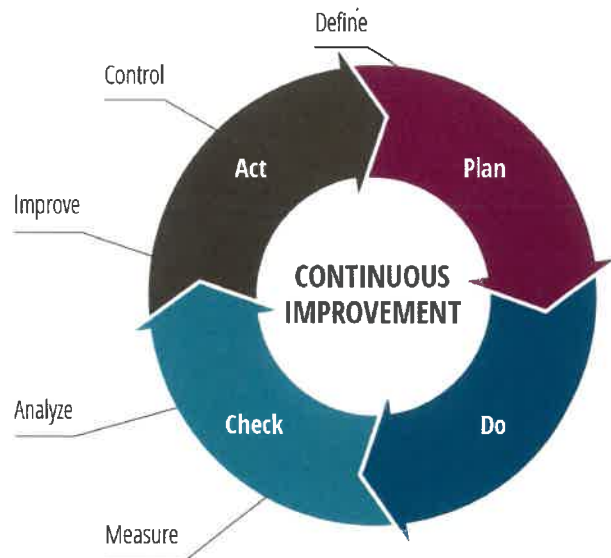 Define
Control
Act
Plan
Improve
CONTINUOUS
IMPROVEMENT
Analyze
Check
Do
Measure